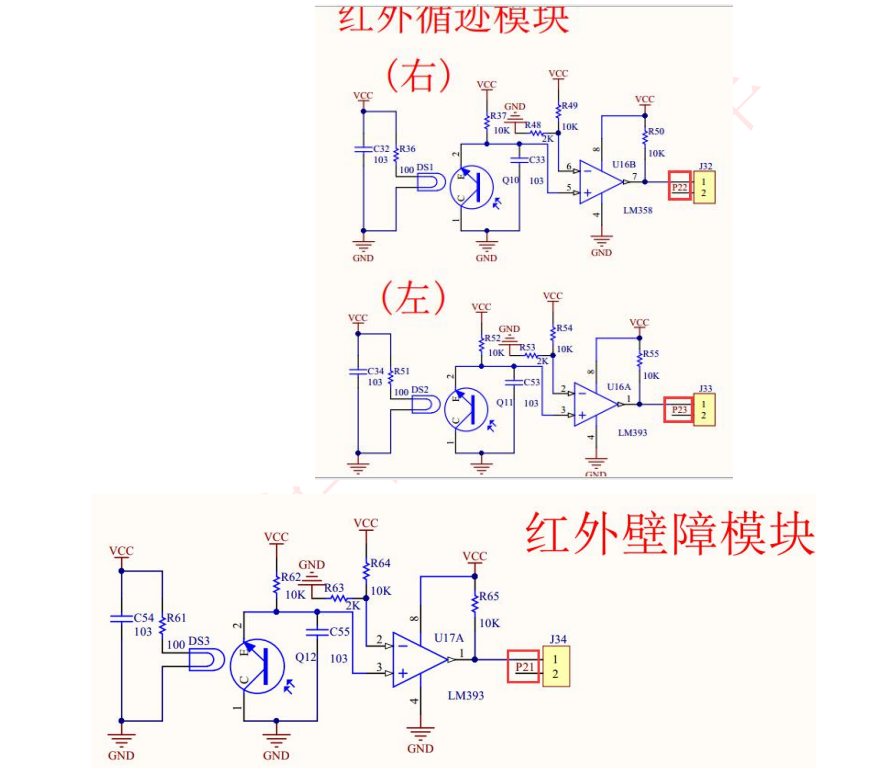 红外循迹模块
(右)
VCC
VCC
VCC
VCC
GND
R49
R37
R48
10K
R50
10K
2K
C32
R36
C33
10K
103
2
8
U16B
J32
100
DS1
6
7
1
E
Q10
103
5
P22
2
C
LM358
1
4
GND
GND
GND
(左)
VCC
VCC
VCC
VCC
GND
R54
R52
R53
10K
R55
10K
2K
C34
R51
C53
10K
103
2
8
U16A
J33
100
DS2
2
1
1
E
Q11
103
3
P23
2
C
LM393
1
4
GND
红外壁障模块
VCC
VCC
VCC
VCC
GND
R64
R62
R63
10K
R65
10K
2K
C54
R61
C55
10K
103
2
8
U17A
J34
100
DS3
2
1
1
E
Q12
103
3
P21
2
C
LM393
1
4
GND
GND
GND